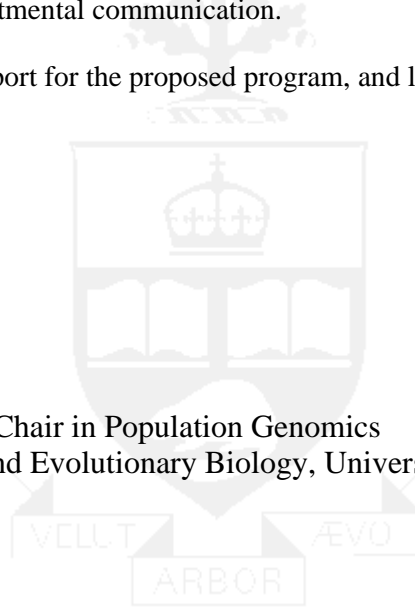 tmental communication.
port for the proposed program, and l
Chair in Population Genomics
nd Evolutionary Biology, Univers
VELUT ÆVO
ARBOR